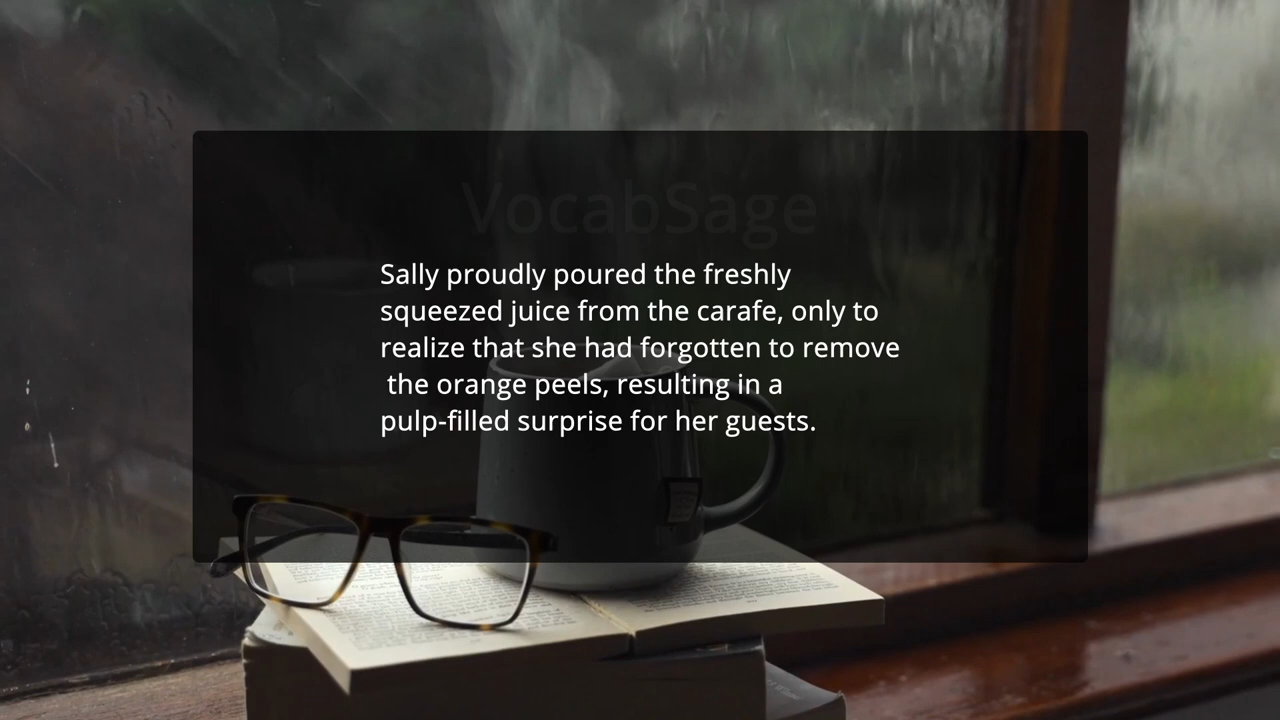 VocabSage
Sally proudly poured the freshly
squeezed juice from the carafe, only to
realize that she had forgotten to remove
the orange peels, resulting in a
pulp-filled surprise for her guests.